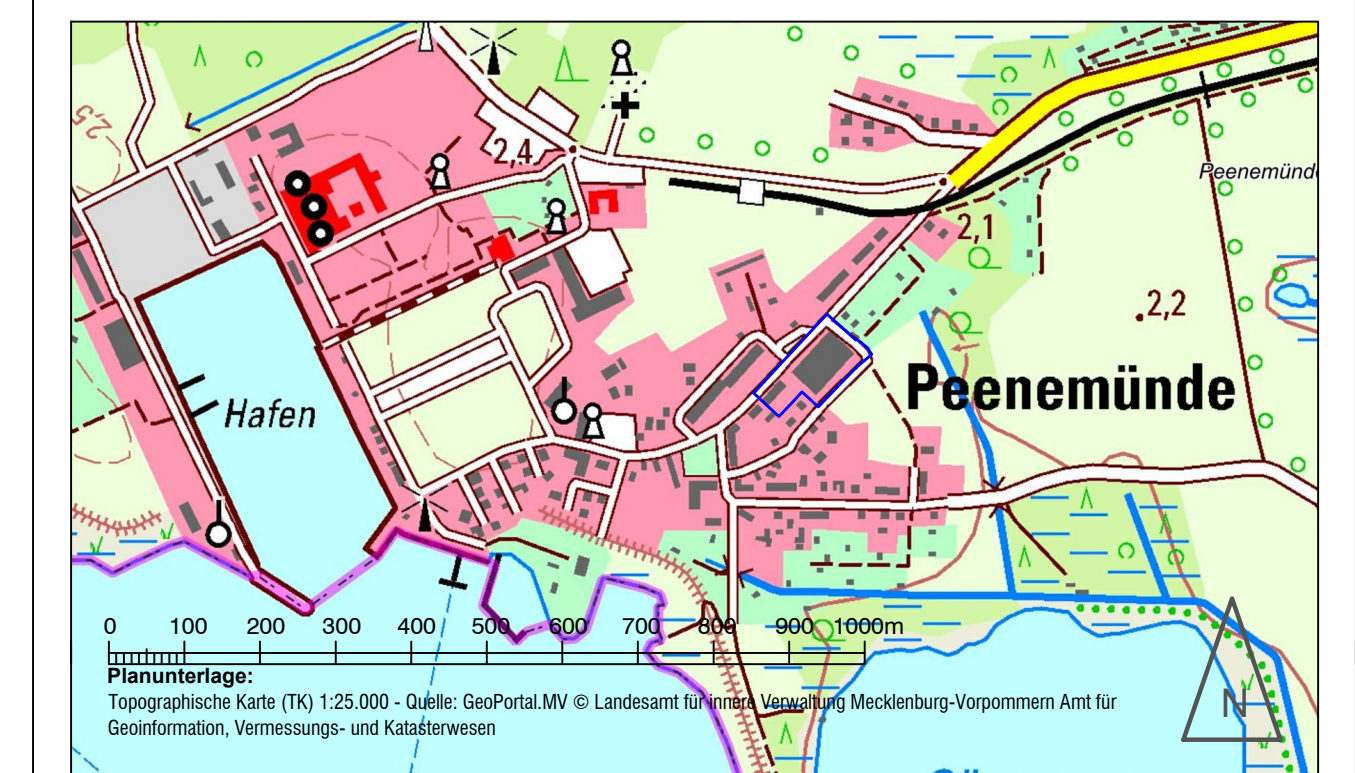 2,5
2,4
Peenemünd
2,1
2,2
Peenemünde
Hafen
0 100 200 300 400 500 600 700 800 900 1000m
Planunterlage:
Topographische Karte (TK) 1:25.000 - Quelle: GeoPortal.MV © Landesamt für innere Verwaltung Mecklenburg-Vorpommern Amt für
Geoinformation, Vermessungs- und Katasterwesen
N